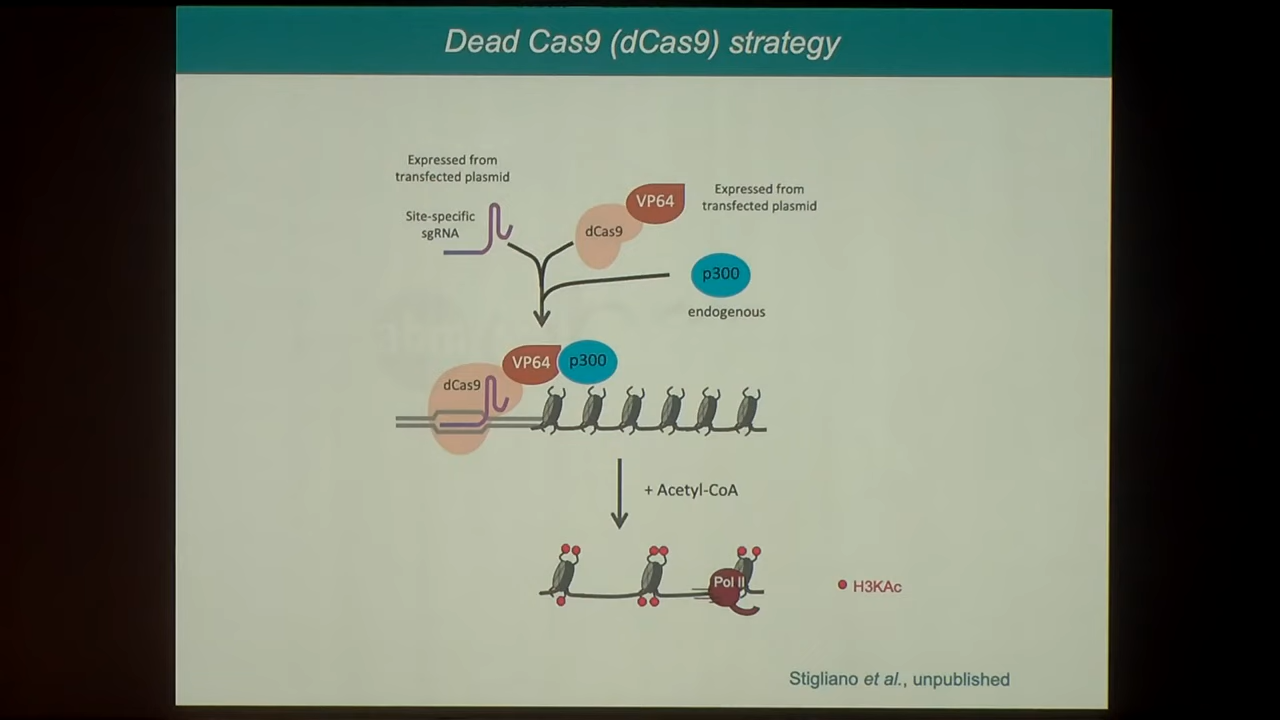 Dead Cas9 (dCas9) strategy
Expressed from
transfected plasmid
Site-specific
sgRNA
VP64
dCas9
Expressed from
transfected plasmid
p300
endogenous
VP64
p300
dCas9
+ Acetyl-CoA
Pol II
H3KAc
Stigliano et al., unpublished